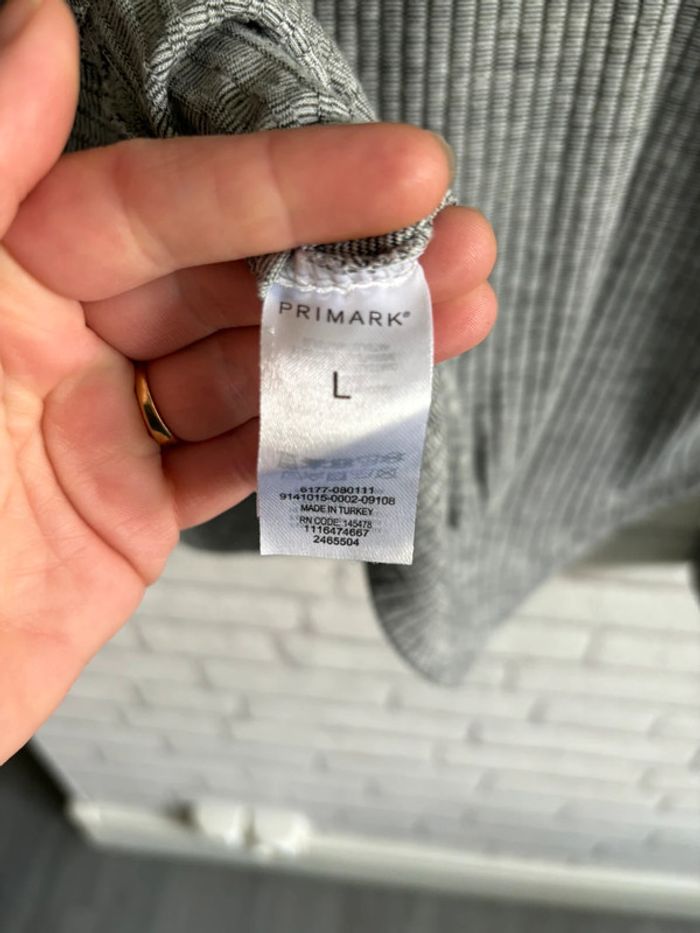 PRIMARK®
L
6177-080111
9141015-0002-09108
MADE IN TURKEY
RN CODE: 145478
1116474667
2465504